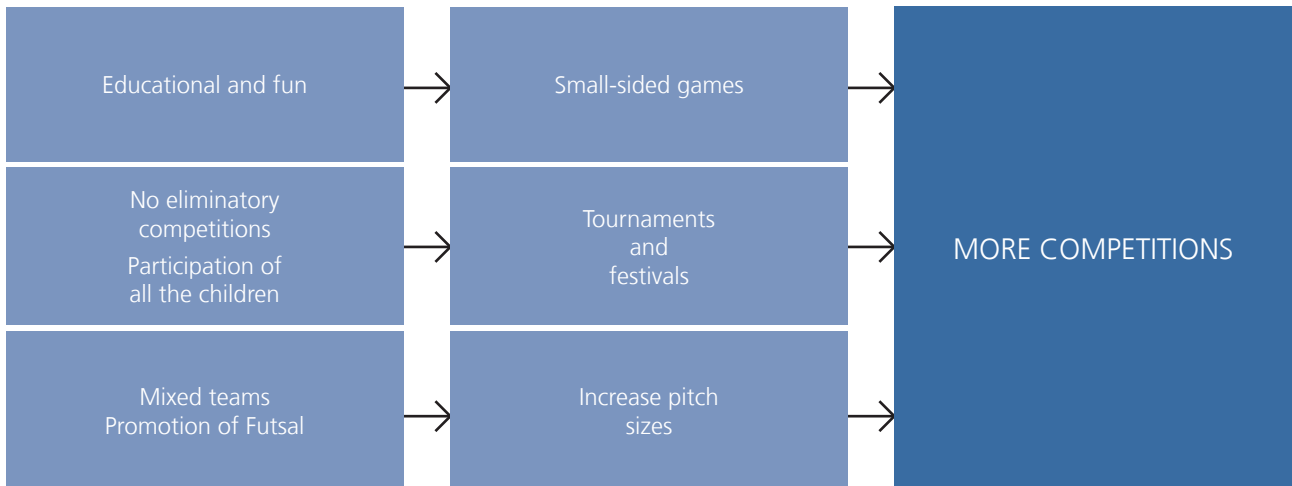 Educational and fun
Small-sided games
No eliminatory
competitions
Participation of
all the children
Tournaments
and
festivals
MORE COMPETITIONS
Mixed teams
Promotion of Futsal
Increase pitch
sizes